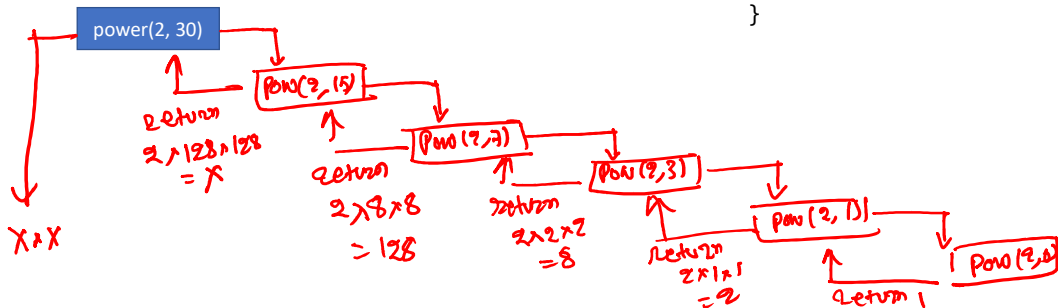 }
power(2, 30)
Pow(2, 15)
return
2 × 128 × 128
= X
Pow(2,7)
return
2 × 8 × 8
= 128
Pow(2,3)
return
2 × 2 × 2
= 8
Pow(2, 1)
return
2 × 1 × 1
= 2
Pow(2,0)
return 1
X × X